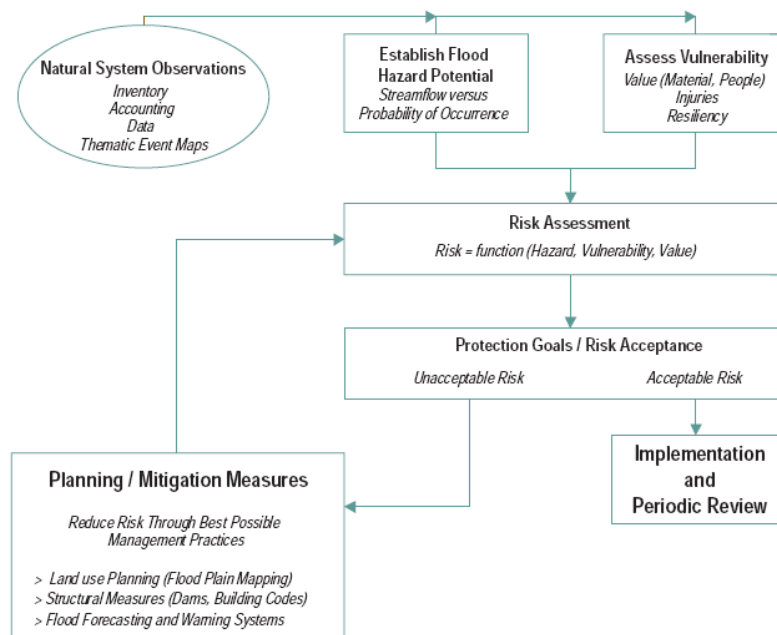 Natural System Observations
Inventory
Accounting
Data
Thematic Event Maps
Establish Flood
Hazard Potential
Streamflow versus
Probability of Occurrence
Assess Vulnerability
Value (Material, People)
Injuries
Resiliency
Risk Assessment
Risk = function (Hazard, Vulnerability, Value)
Protection Goals / Risk Acceptance
Unacceptable Risk
Acceptable Risk
Implementation
and
Periodic Review
Planning / Mitigation Measures
Reduce Risk Through Best Possible
Management Practices
> Land use Planning (Flood Plain Mapping)
> Structural Measures (Dams, Building Codes)
> Flood Forecasting and Warning Systems